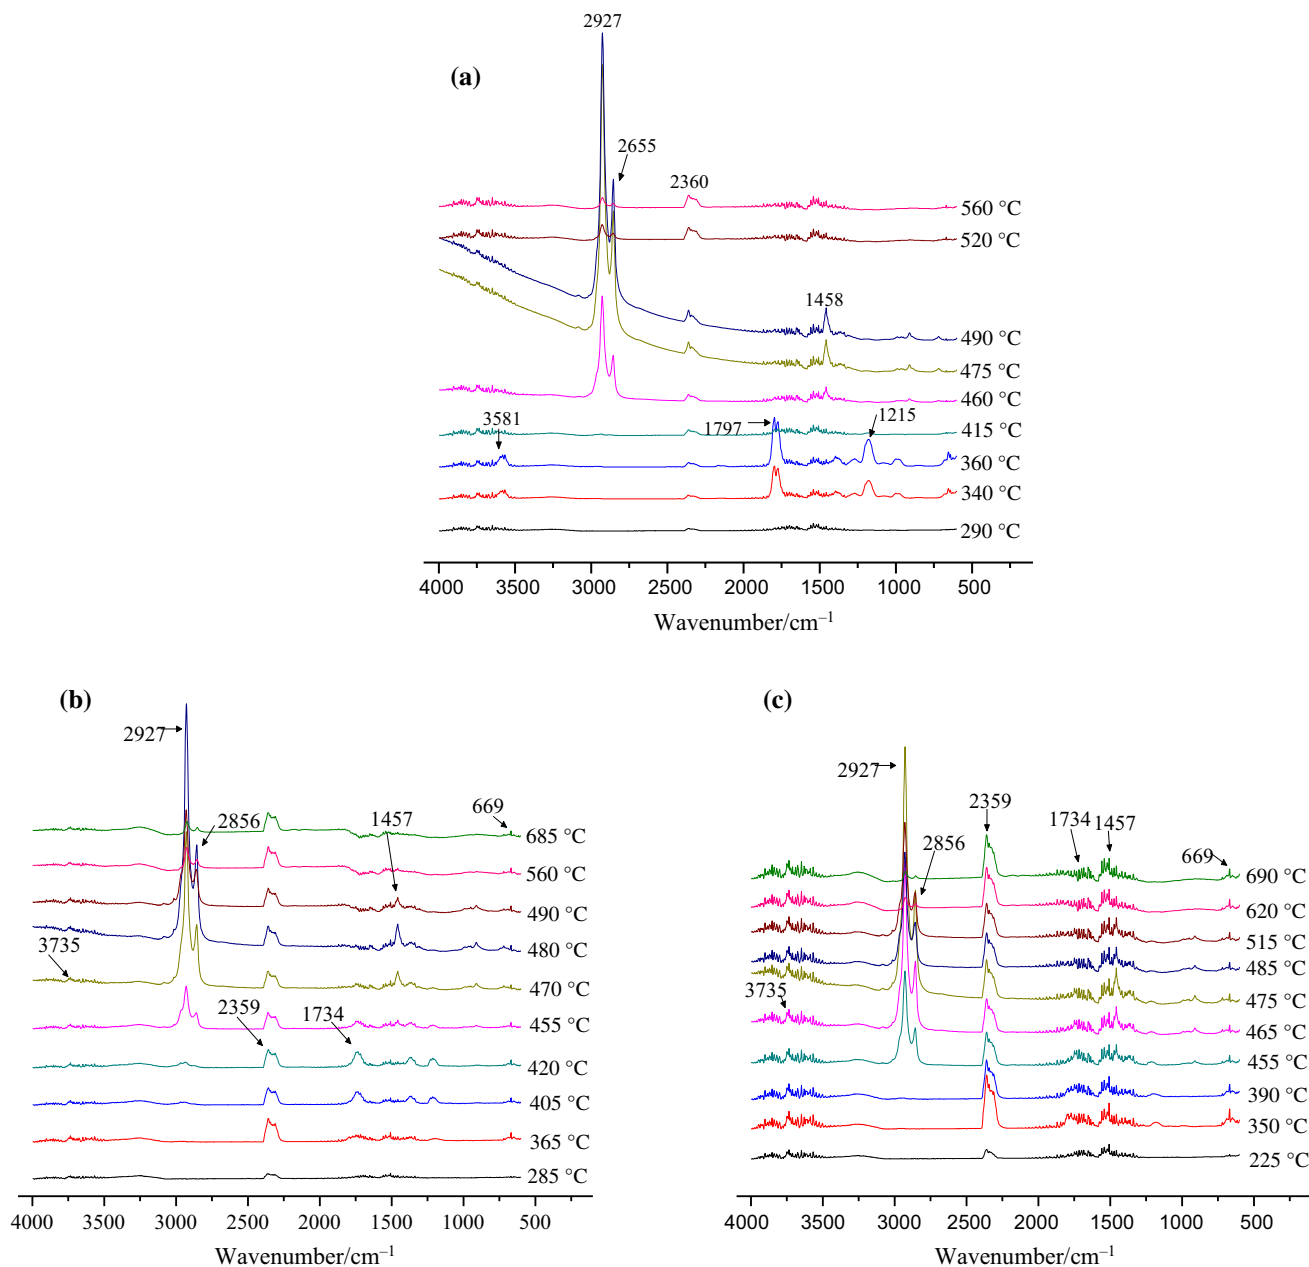 2927
(a)
2655
2360
560 °C
520 °C
1458
490 °C
475 °C
460 °C
3581
1797
1215
415 °C
360 °C
340 °C
290 °C
4000 3500 3000 2500 2000 1500 1000 500
Wavenumber/cm⁻¹
(b)
2927
2856
1457
669
685 °C
560 °C
490 °C
3735
480 °C
470 °C
2359
1734
455 °C
420 °C
405 °C
365 °C
285 °C
4000 3500 3000 2500 2000 1500 1000 500
Wavenumber/cm⁻¹
(c)
2927
2359
2856
1734
1457
669
690 °C
620 °C
515 °C
485 °C
3735
475 °C
465 °C
455 °C
390 °C
350 °C
225 °C
4000 3500 3000 2500 2000 1500 1000 500
Wavenumber/cm⁻¹